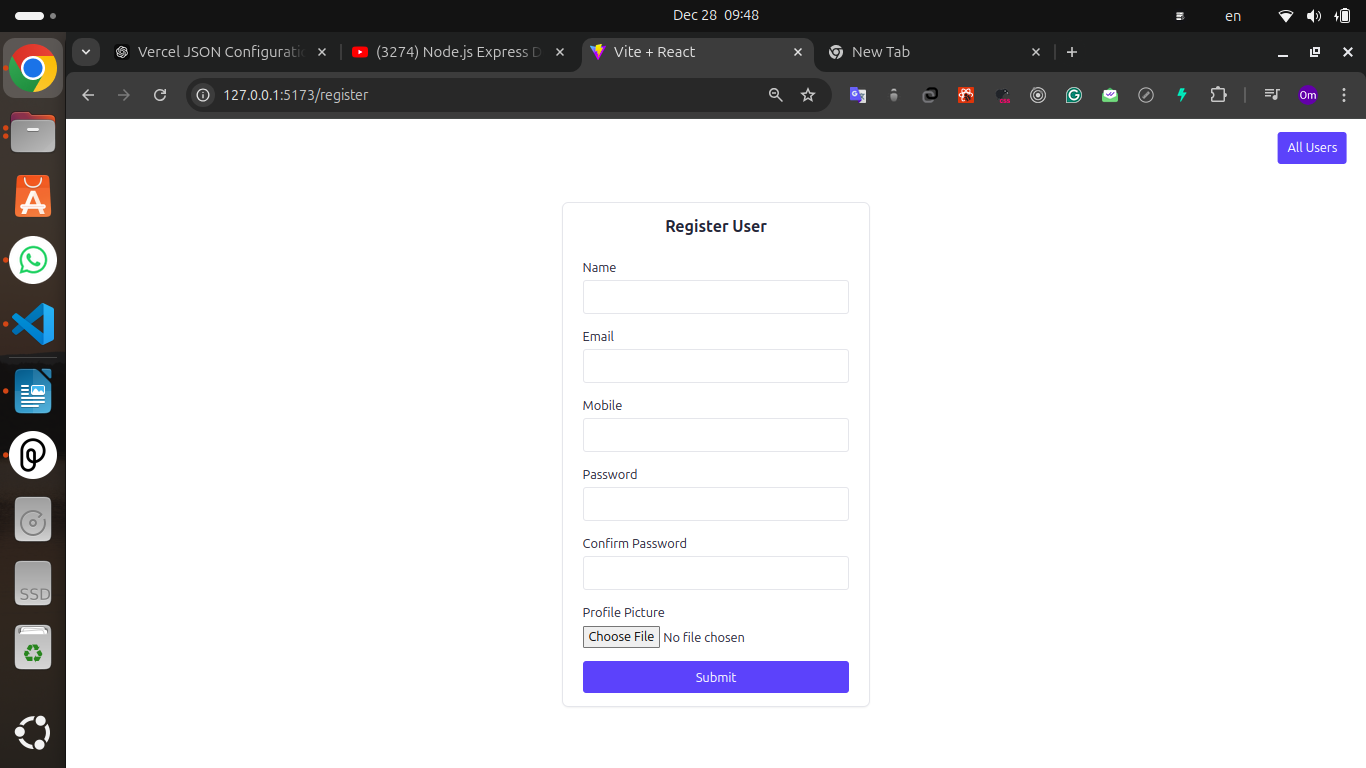 Dec 28 09:48
en
Vercel JSON Configurati
(3274) Node.js Express D
Vite + React
New Tab
127.0.0.1:5173/register
Om
All Users
Register User
Name
Email
Mobile
Password
Confirm Password
Profile Picture
Choose File No file chosen
Submit
SSD